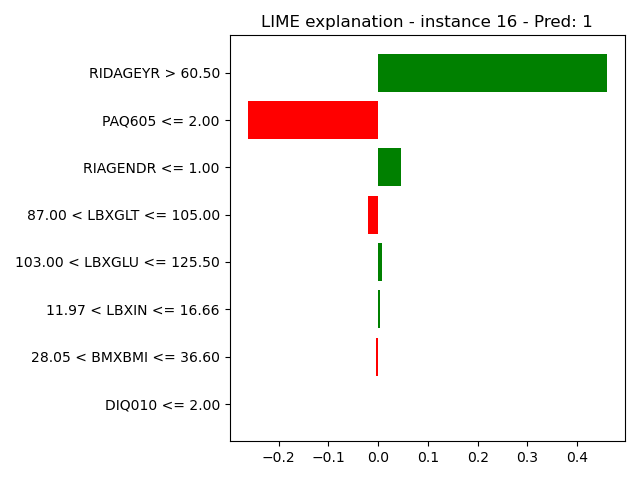 LIME explanation - instance 16 - Pred: 1
RIDAGEYR > 60.50
PAQ605 <= 2.00
RIAGENDR <= 1.00
87.00 < LBXGLT <= 105.00
103.00 < LBXGLU <= 125.50
11.97 < LBXIN <= 16.66
28.05 < BMXBMI <= 36.60
DIQ010 <= 2.00
−0.2 −0.1 0.0 0.1 0.2 0.3 0.4